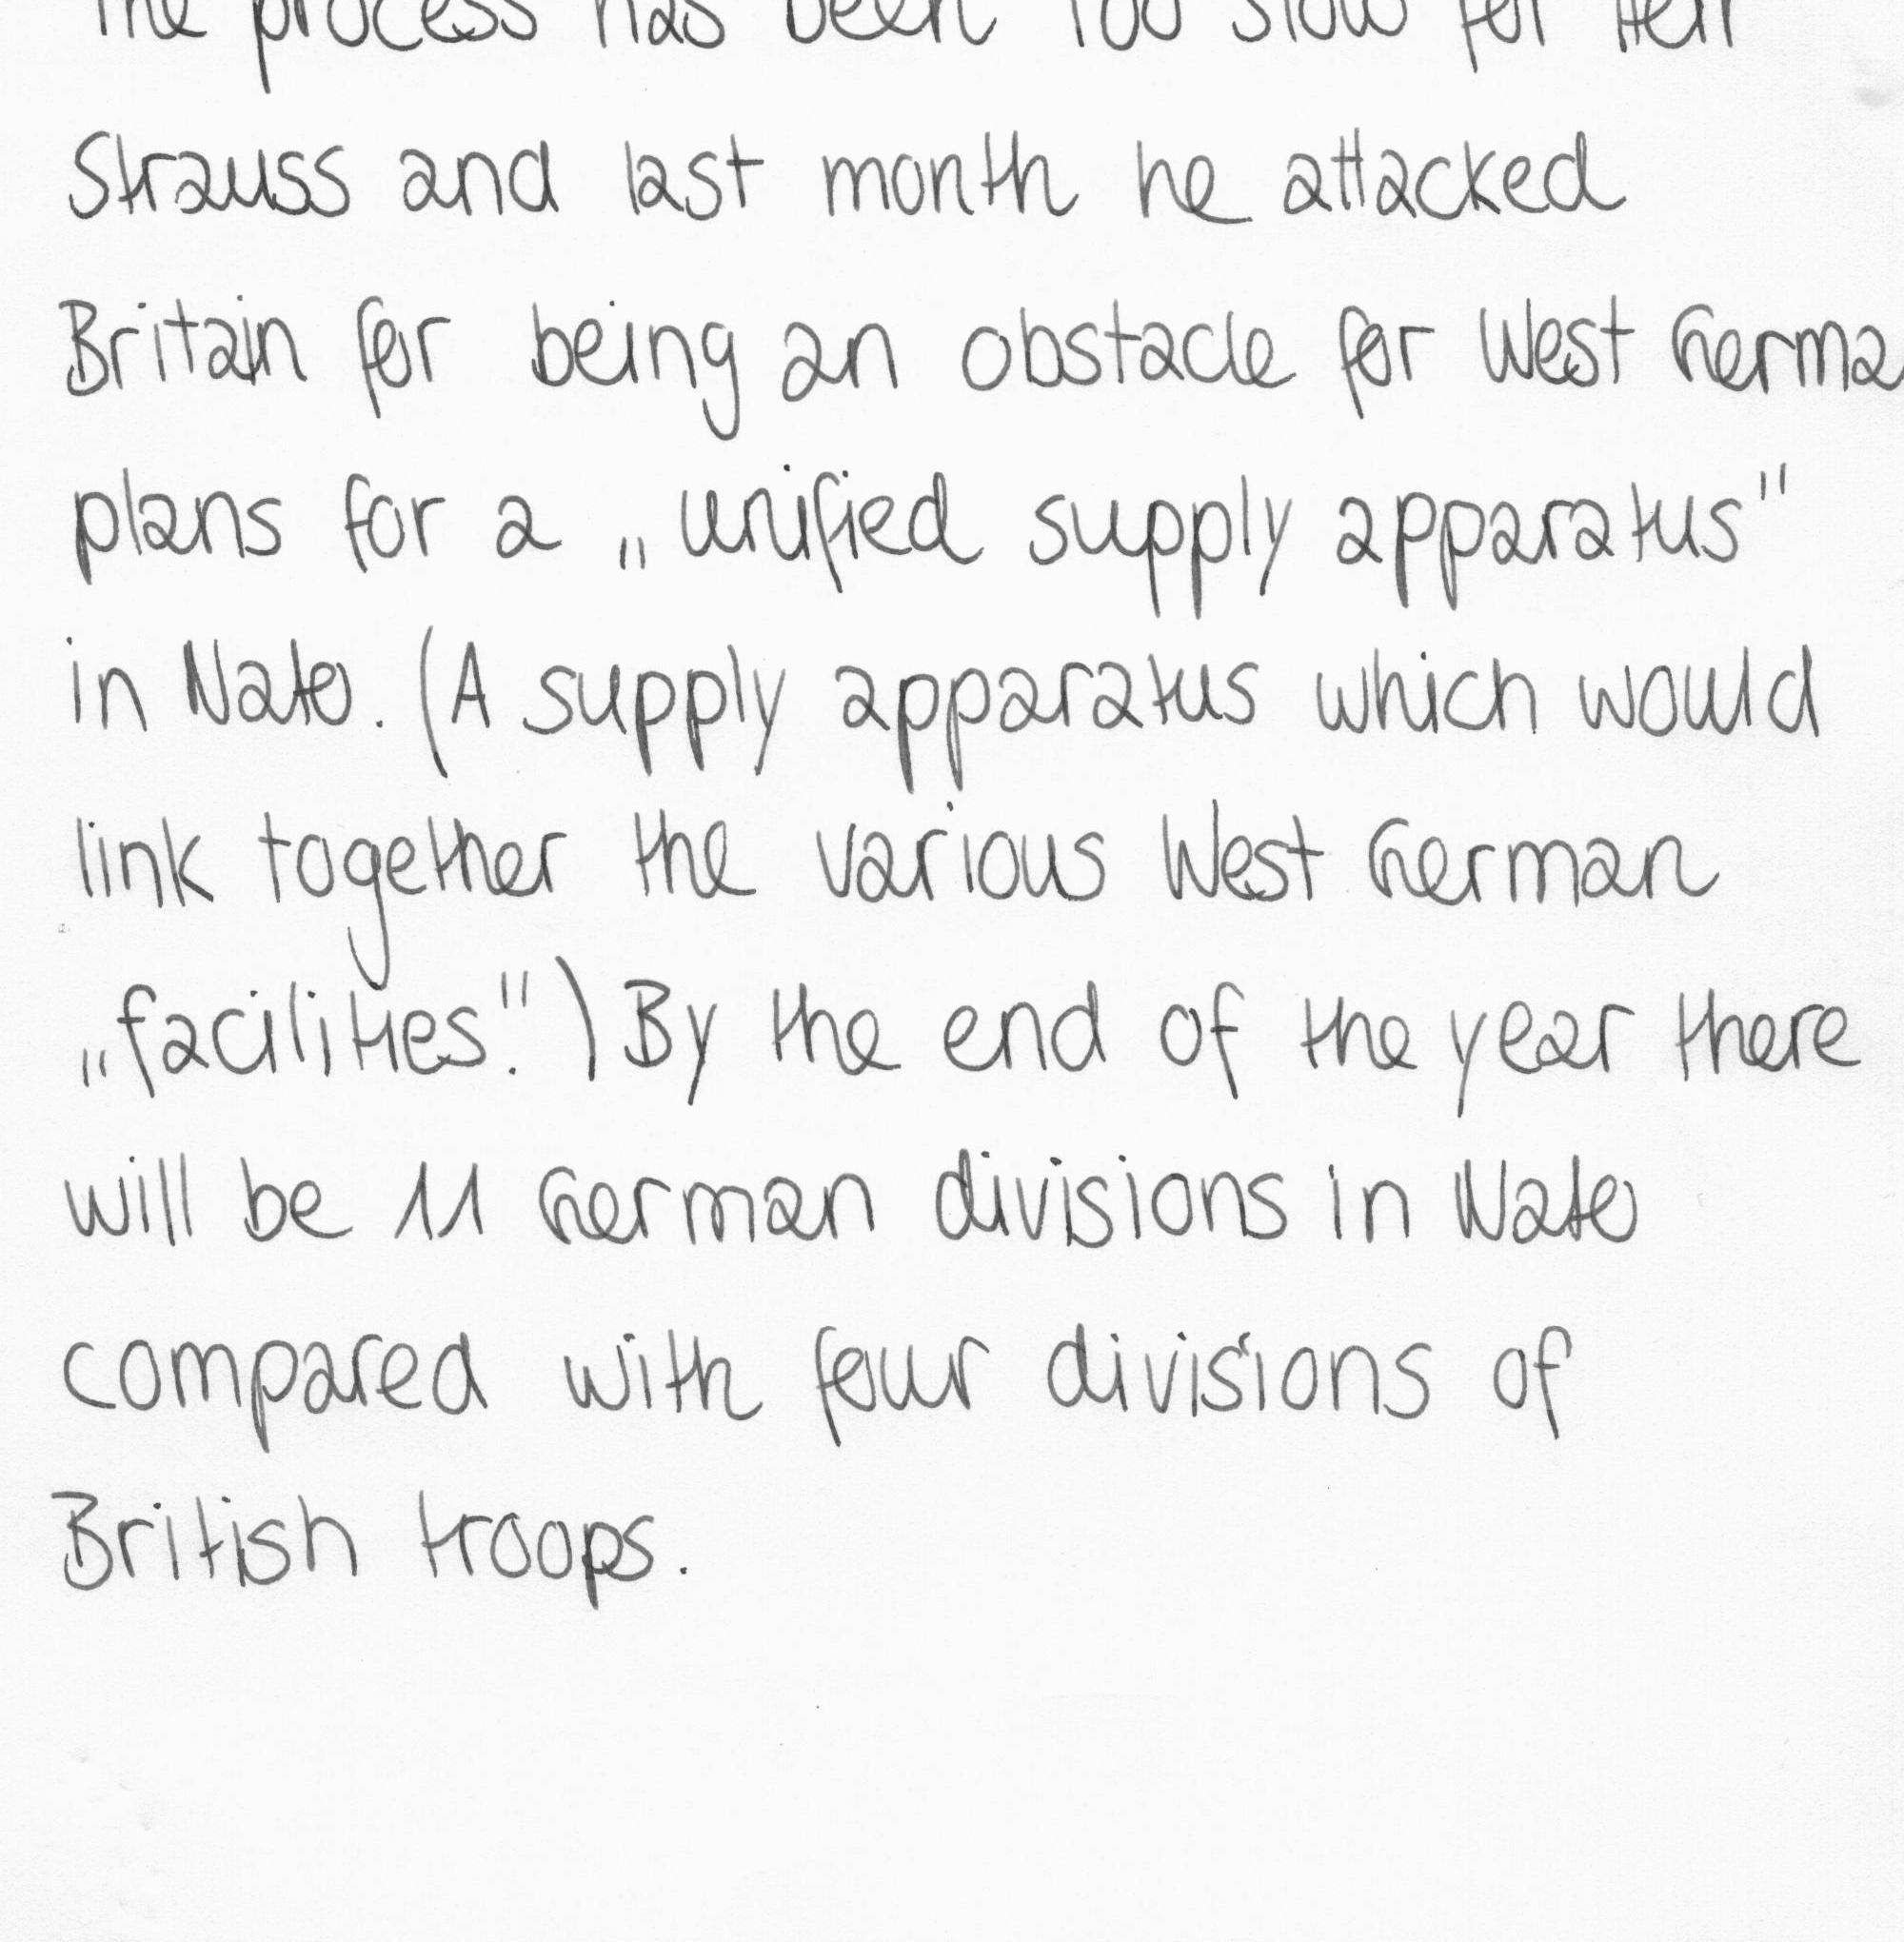 The process has been too slow for Herr
Strauss and last month he attacked
Britain for being an obstacle for West Germa
plans for a „unified supply apparatus"
in Nato. (A supply apparatus which would
link together the various West German
„facilities.") By the end of the year there
will be 11 German divisions in Nato
compared with four divisions of
British troops.